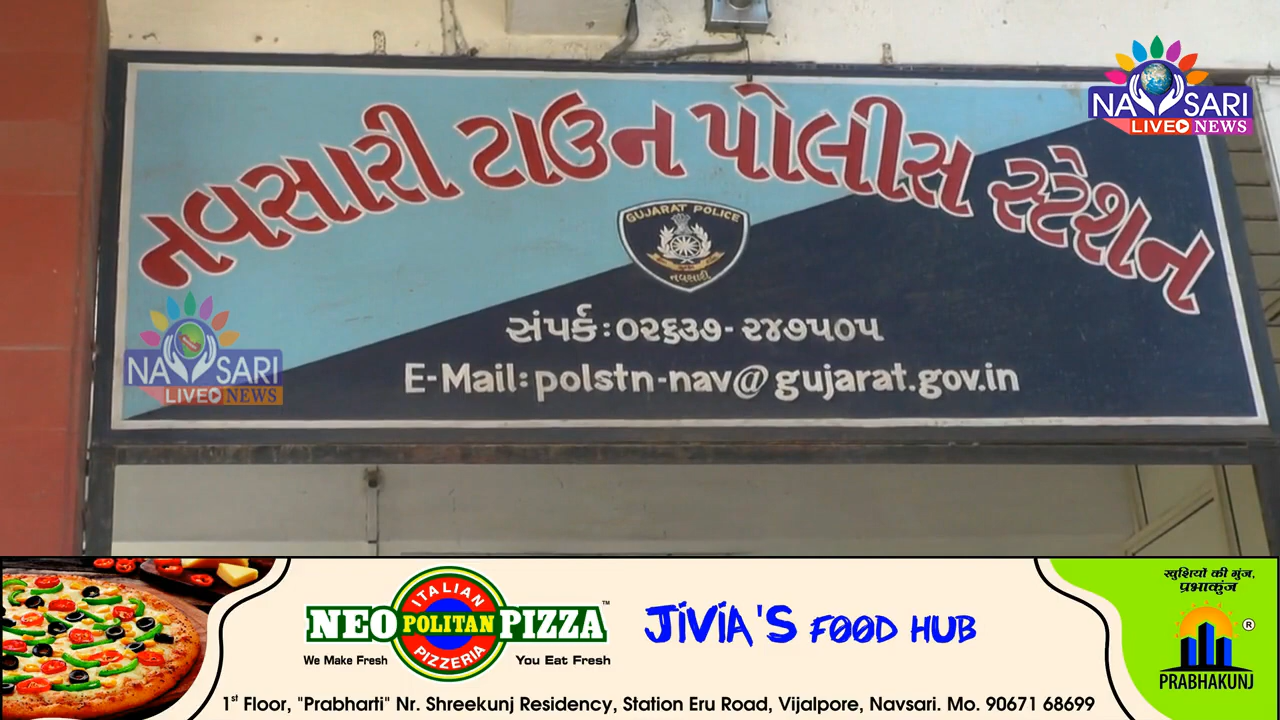 NAVSARI
LIVE NEWS
નવસારી ટાઉન પોલીસ સ્ટેશન
GUJARAT POLICE
નવસારી
સંપર્ક : ૦૨૬૩૭ - ૨૪૭૫૦૫
E-Mail: polstn-nav@gujarat.gov.in
NAVSARI
LIVE NEWS
NEO POLITAN PIZZA ™
ITALIAN
PIZZERIA
We Make Fresh
You Eat Fresh
JIVIA'S FOOD HUB
1st Floor, "Prabharti" Nr. Shreekunj Residency, Station Eru Road, Vijalpore, Navsari. Mo. 90671 68699
खुशियों की गुंज,
प्रभाकुंज
®
PRABHAKUNJ